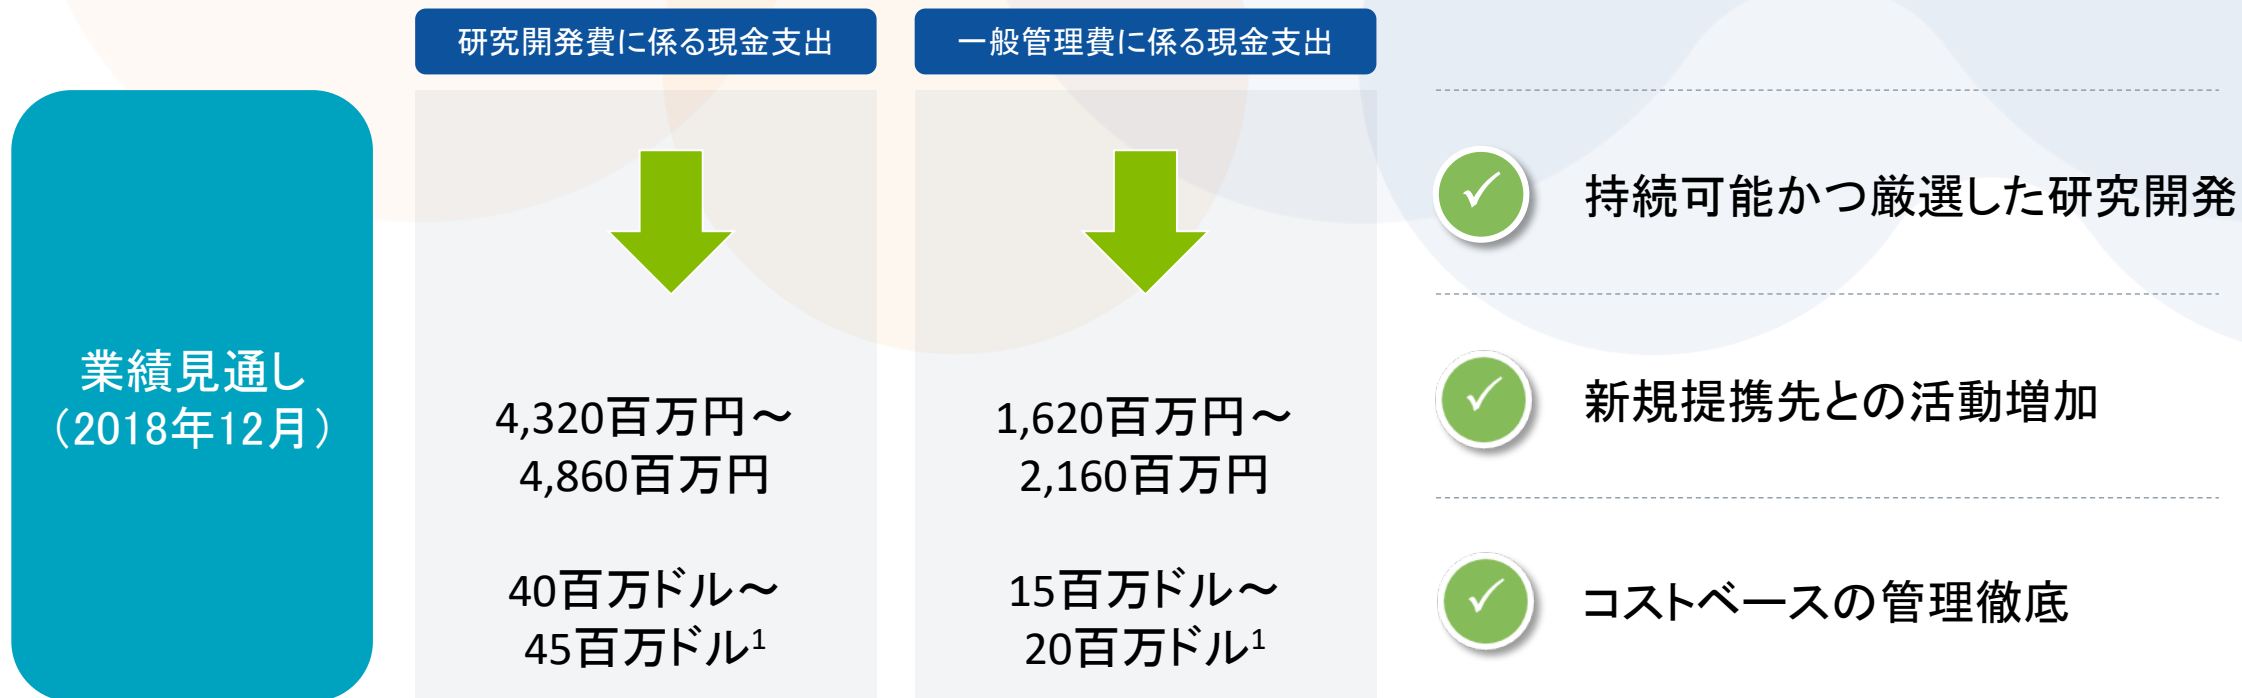 研究開発費に係る現金支出
一般管理費に係る現金支出
業績見通し
（2018年12月）
4,320百万円～
4,860百万円
40百万ドル～
45百万ドル¹
1,620百万円～
2,160百万円
15百万ドル～
20百万ドル¹
持続可能かつ厳選した研究開発
新規提携先との活動増加
コストベースの管理徹底